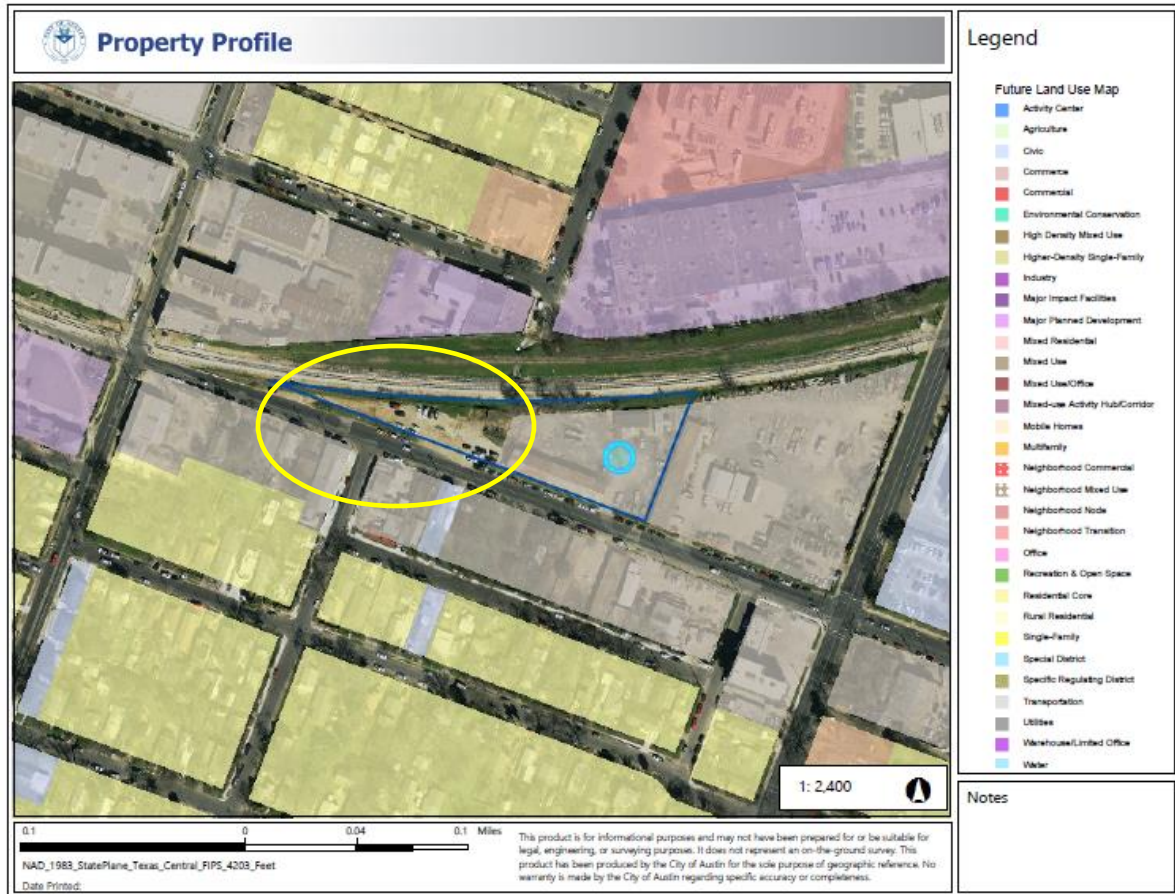 Property Profile
Legend
Future Land Use Map
Activity Center
Agriculture
Civic
Commerce
Commercial
Environmental Conservation
High Density Mixed Use
Higher-Density Single-Family
Industry
Major Impact Facilities
Major Planned Development
Mixed Residential
Mixed Use
Mixed Use/Office
Mixed-use Activity Hub/Corridor
Mobile Homes
Multifamily
Neighborhood Commercial
Neighborhood Mixed Use
Neighborhood Node
Neighborhood Transition
Office
Recreation & Open Space
Residential Core
Rural Residential
Single-Family
Special District
Specific Regulating District
Transportation
Utilities
Warehouse/Limited Office
Water
1: 2,400
Notes
0.1 0 0.04 0.1 Miles
NAD_1983_StatePlane_Texas_Central_FIPS_4203_Feet
Date Printed:
This product is for informational purposes and may not have been prepared for or be suitable for
legal, engineering, or surveying purposes. It does not represent an on-the-ground survey. This
product has been produced by the City of Austin for the sole purpose of geographic reference. No
warranty is made by the City of Austin regarding specific accuracy or completeness.